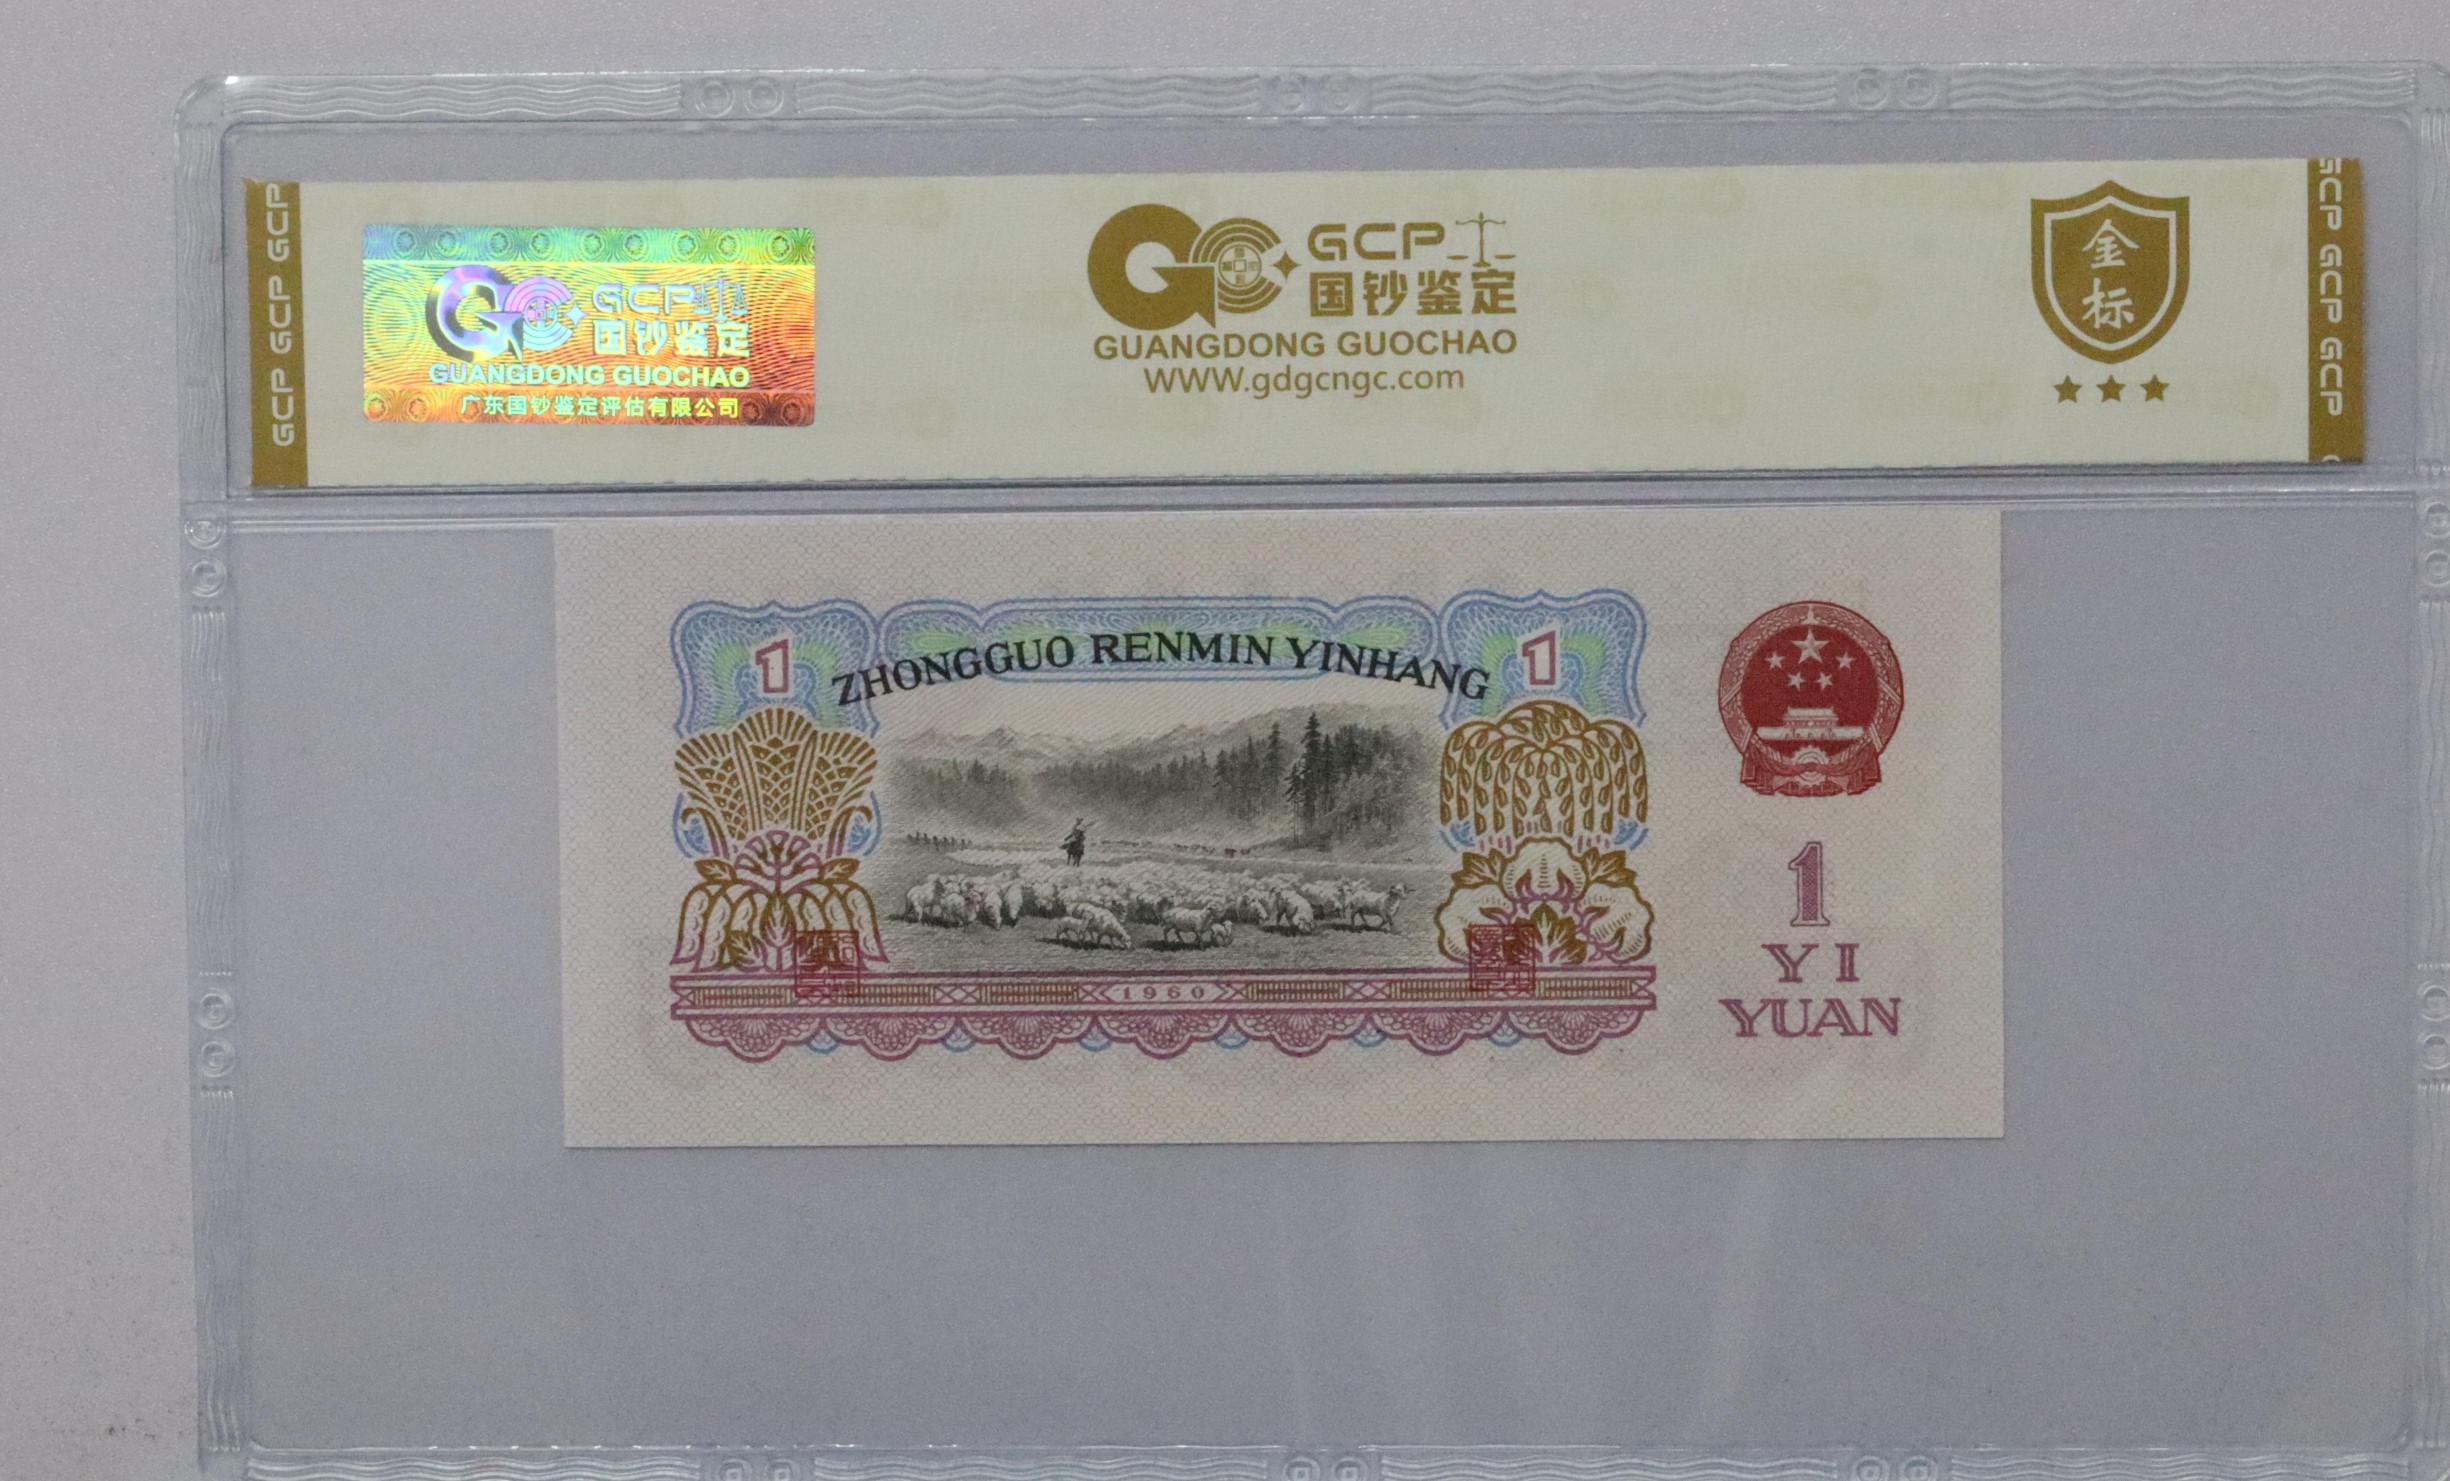 GCP GCP GCP
GCP
国钞鉴定
GUANGDONG GUOCHAO
广东国钞鉴定评估有限公司
GCP
国钞鉴定
GUANGDONG GUOCHAO
WWW.gdgcngc.com
金
标
GCP GCP GCP
ZHONGGUO RENMIN YINHANG
1
1
1960
1
YI
YUAN